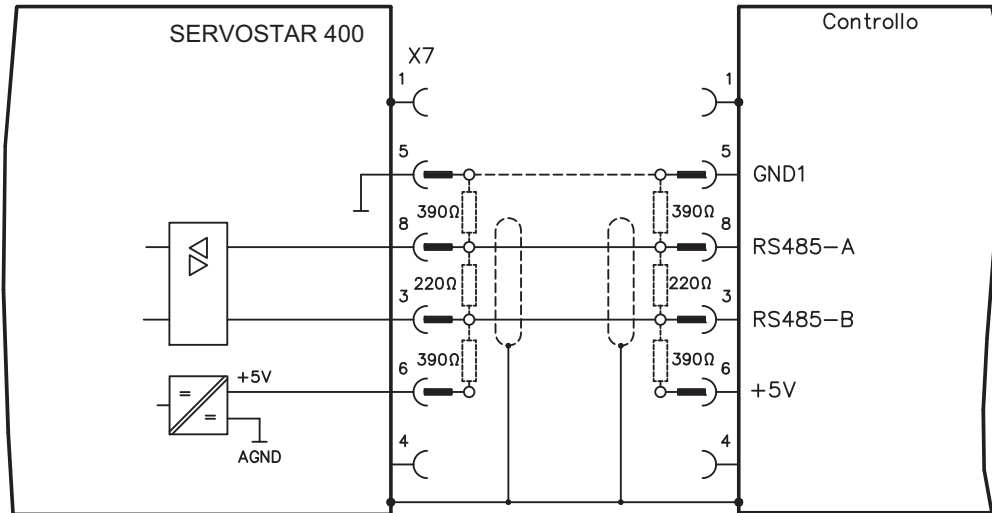 SERVOSTAR 400
Controllo
X7
1
1
5
5
GND1
390Ω
390Ω
8
8
RS485-A
220Ω
220Ω
3
3
RS485-B
390Ω
390Ω
6
6
+5V
+5V
=
=
AGND
4
4